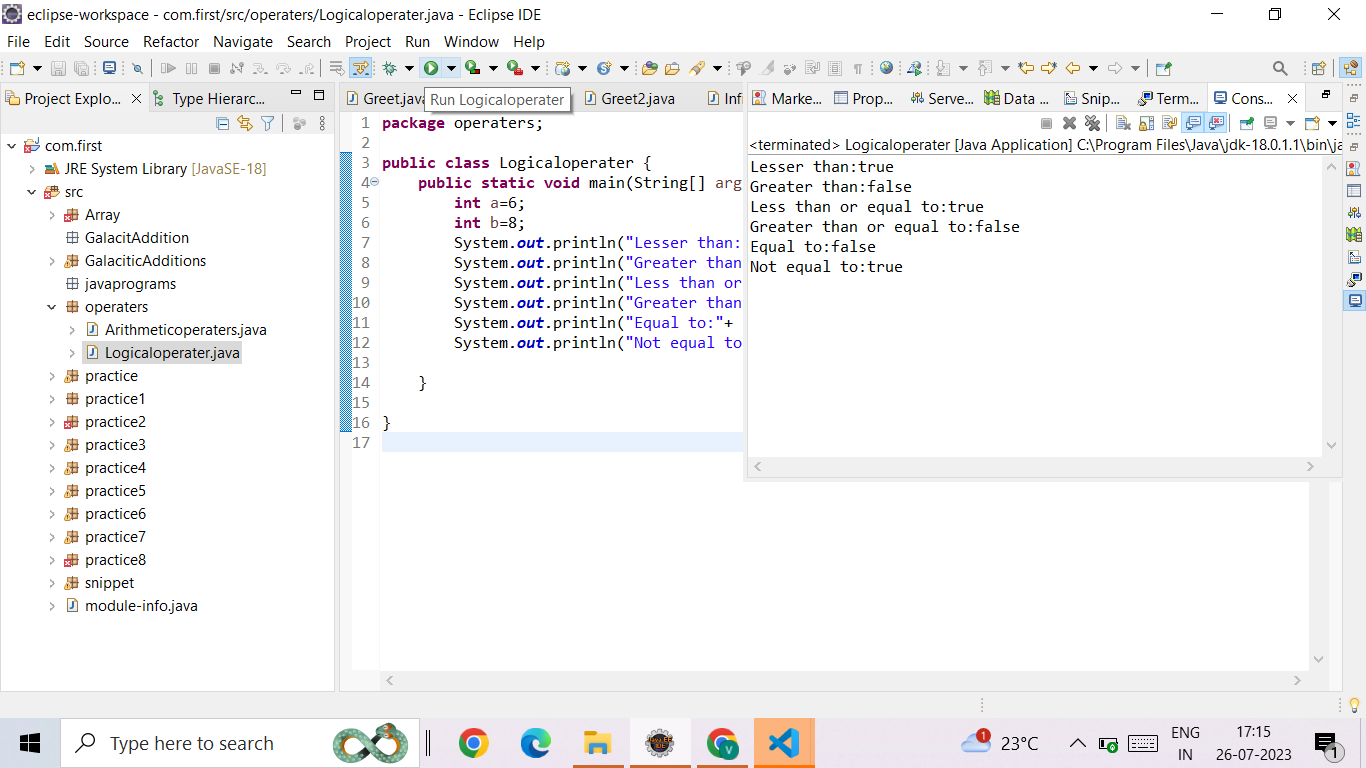 eclipse-workspace - com.first/src/operaters/Logicaloperater.java - Eclipse IDE
File Edit Source Refactor Navigate Search Project Run Window Help
Project Explo... Type Hierarc...
Greet.java Run Logicaloperater Greet2.java Inf
Marke... Prop... Serve... Data ... Snip... Term... Cons...
com.first
JRE System Library [JavaSE-18]
src
Array
GalacitAddition
GalaciticAdditions
javaprograms
operaters
Arithmeticoperaters.java
Logicaloperater.java
practice
practice1
practice2
practice3
practice4
practice5
practice6
practice7
practice8
snippet
module-info.java
1 package operaters;
2
3 public class Logicaloperater {
4 public static void main(String[] arg
5 int a=6;
6 int b=8;
7 System.out.println("Lesser than:
8 System.out.println("Greater than
9 System.out.println("Less than or
10 System.out.println("Greater than
11 System.out.println("Equal to:"+
12 System.out.println("Not equal to
13
14 }
15
16 }
17
<terminated> Logicaloperater [Java Application] C:\Program Files\Java\jdk-18.0.1.1\bin\ja
Lesser than:true
Greater than:false
Less than or equal to:true
Greater than or equal to:false
Equal to:false
Not equal to:true
Type here to search
Java EE
IDE
V
1
23°C
ENG
IN
17:15
26-07-2023
1